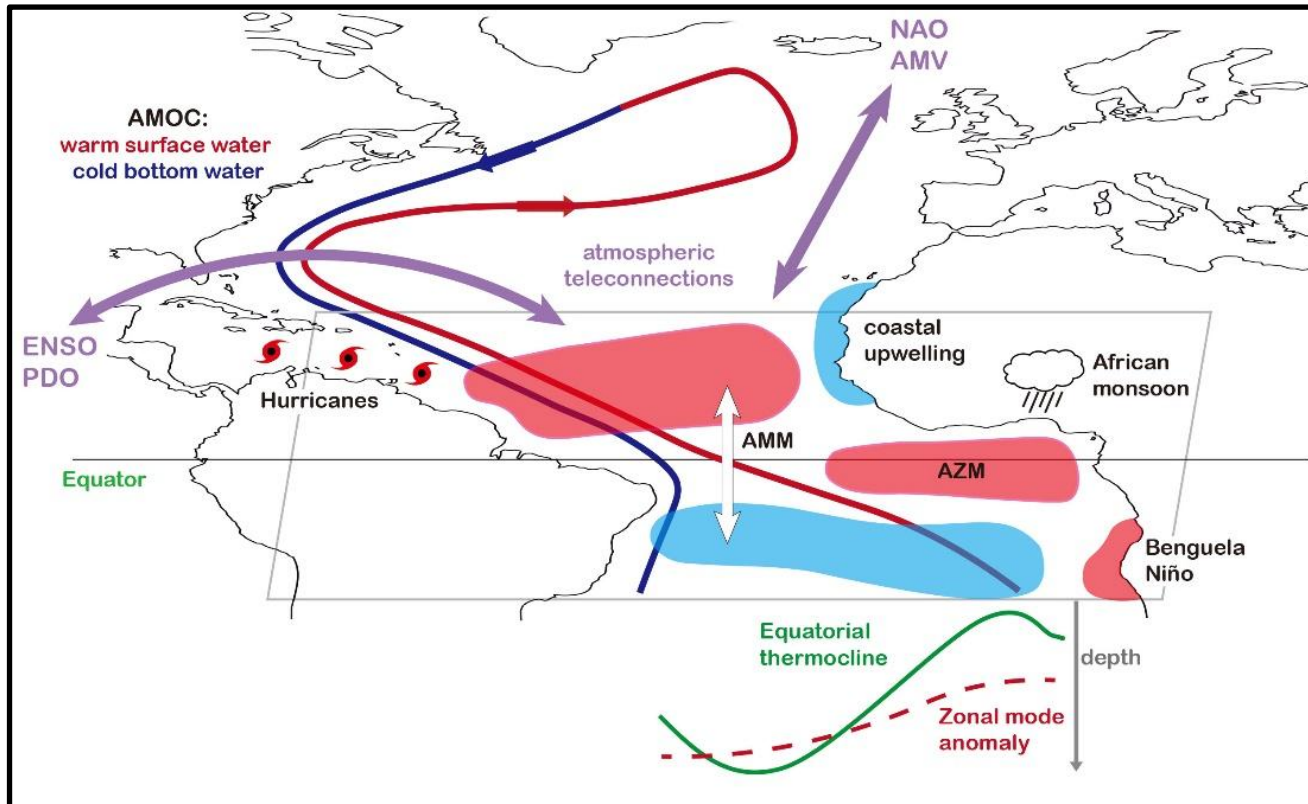 NAO
AMV
AMOC:
warm surface water
cold bottom water
atmospheric
teleconnections
ENSO
PDO
coastal
upwelling
African
monsoon
Hurricanes
AMM
Equator
AZM
Benguela
Niño
Equatorial
thermocline
depth
Zonal mode
anomaly